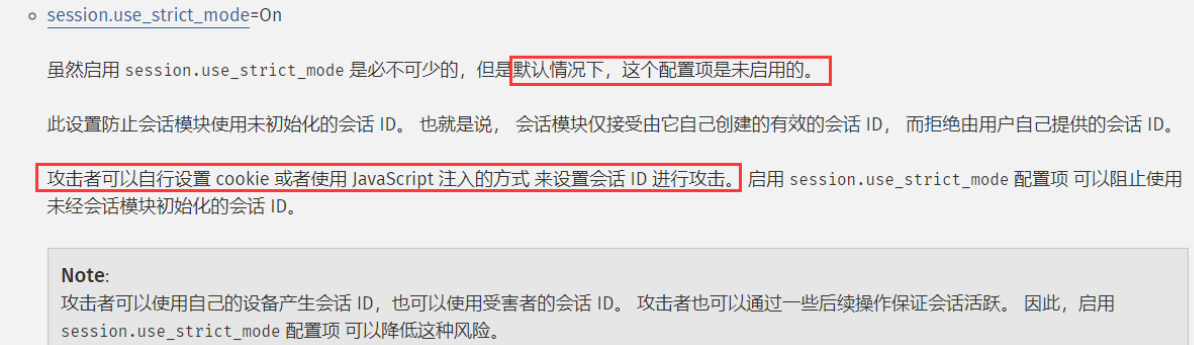 session.use_strict_mode=On
虽然启用 session.use_strict_mode 是必不可少的，但是默认情况下，这个配置项是未启用的。
此设置防止会话模块使用未初始化的会话 ID。 也就是说， 会话模块仅接受由它自己创建的有效的会话 ID， 而拒绝由用户自己提供的会话 ID。
攻击者可以自行设置 cookie 或者使用 JavaScript 注入的方式 来设置会话 ID 进行攻击。 启用 session.use_strict_mode 配置项 可以阻止使用
未经会话模块初始化的会话 ID。
Note:
攻击者可以使用自己的设备产生会话 ID，也可以使用受害者的会话 ID。 攻击者也可以通过一些后续操作保证会话活跃。 因此，启用
session.use_strict_mode 配置项 可以降低这种风险。